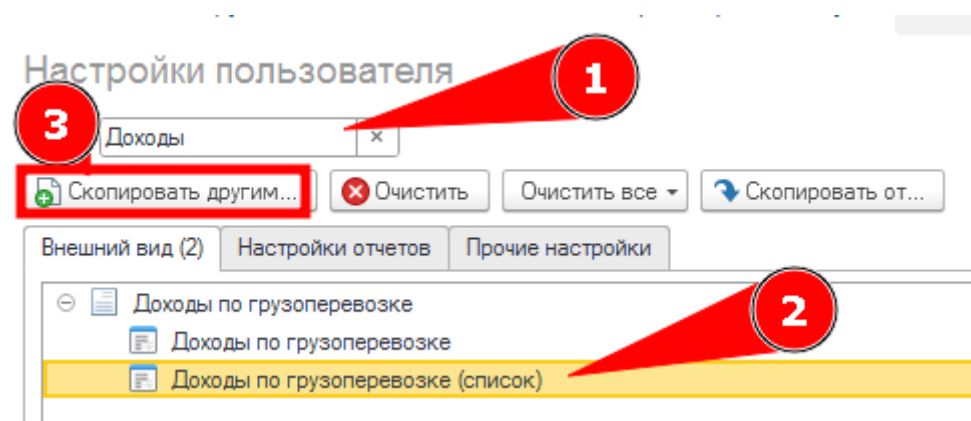 Настройки пользователя
1
3
Доходы ×
Скопировать другим... Очистить Очистить все Скопировать от...
Внешний вид (2) Настройки отчетов Прочие настройки
Доходы по грузоперевозке
2
Доходы по грузоперевозке
Доходы по грузоперевозке (список)